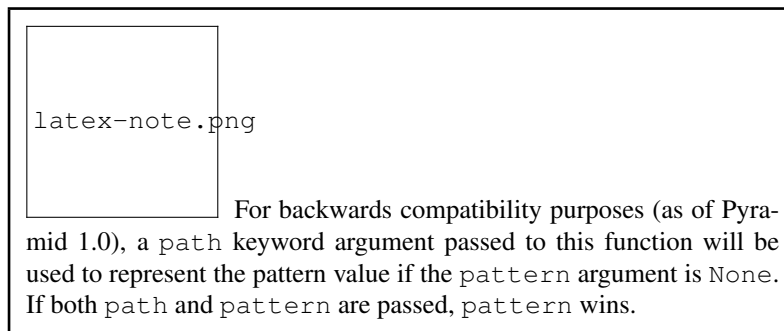 latex-note.png
For backwards compatibility purposes (as of Pyra-
mid 1.0), a path keyword argument passed to this function will be
used to represent the pattern value if the pattern argument is None.
If both path and pattern are passed, pattern wins.